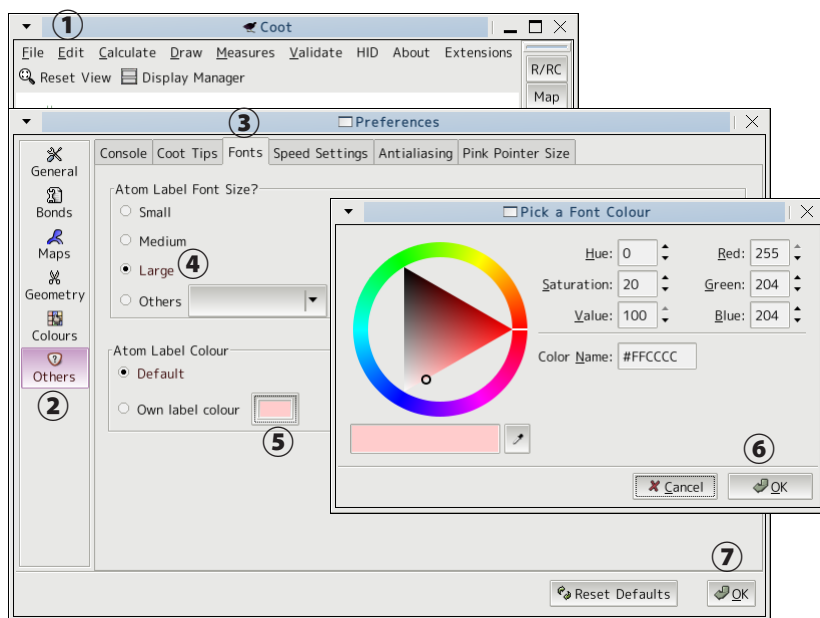 ①
Coot
File Edit Calculate Draw Measures Validate HID About Extensions
R/RC
Reset View Display Manager
Map
③
Preferences
General
Bonds
Maps
Geometry
Colours
Others
②
Console Coot Tips Fonts Speed Settings Antialiasing Pink Pointer Size
Atom Label Font Size?
Small
Medium
Large ④
Others
Atom Label Colour
Default
Own label colour
⑤
Pick a Font Colour
Hue: 0 Red: 255
Saturation: 20 Green: 204
Value: 100 Blue: 204
Color Name: #FFCCCC
⑥
Cancel OK
⑦
Reset Defaults OK